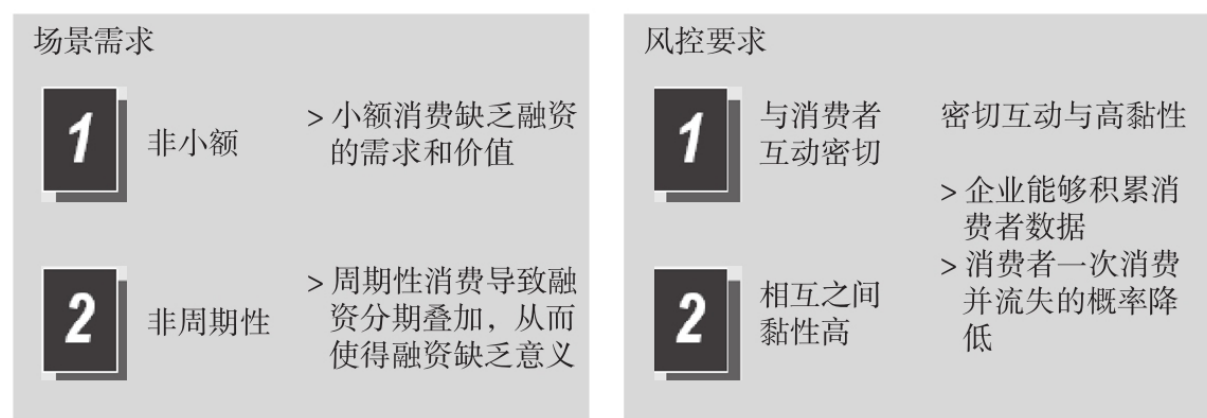 场景需求
1
非小额
> 小额消费缺乏融资
的需求和价值
2
非周期性
> 周期性消费导致融
资分期叠加，从而
使得融资缺乏意义
风控要求
1
与消费者
互动密切
密切互动与高黏性
> 企业能够积累消
费者数据
> 消费者一次消费
并流失的概率降
低
2
相互之间
黏性高